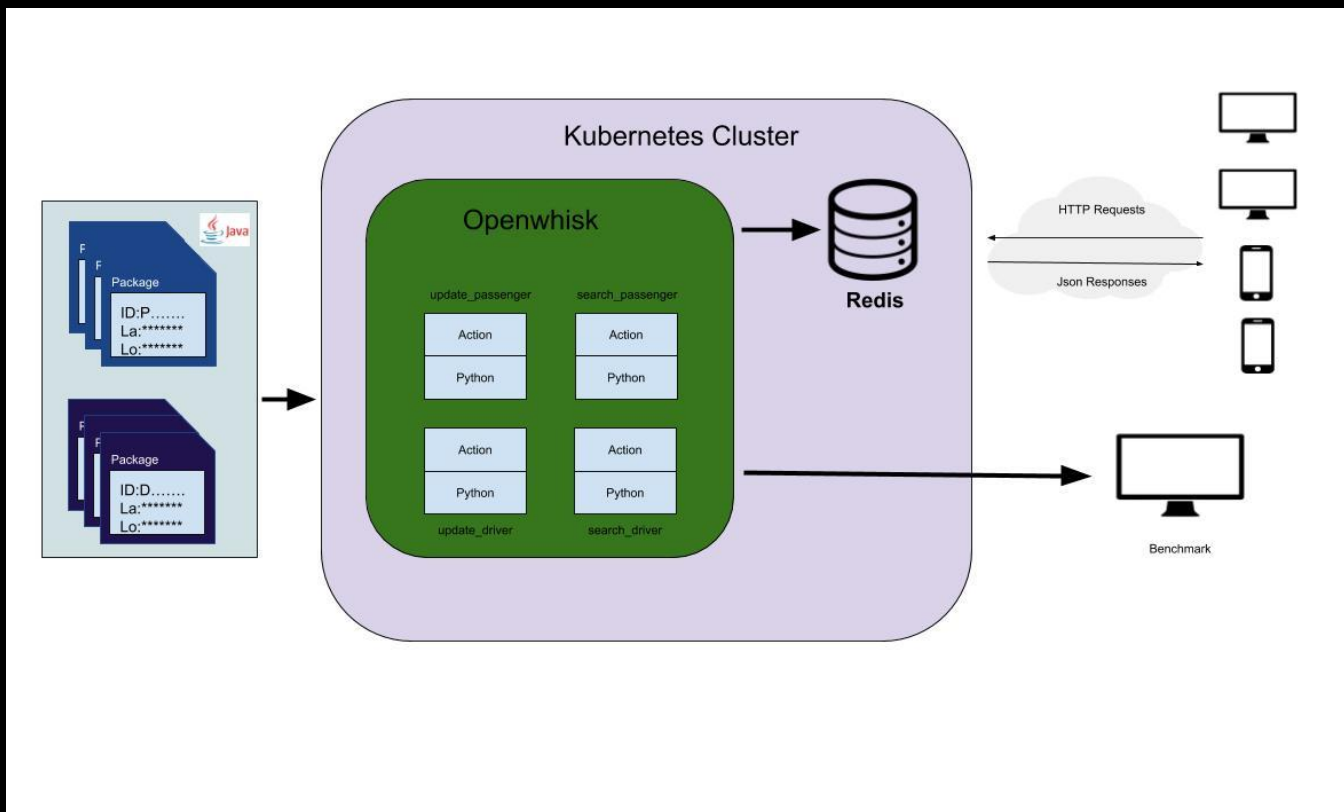 Kubernetes Cluster
Openwhisk
Java
F
F
Package
ID:P.......
La:*******
Lo:*******
F
F
Package
ID:D.......
La:*******
Lo:*******
update_passenger
search_passenger
Action
Action
Python
Python
Action
Action
Python
Python
update_driver
search_driver
Redis
HTTP Requests
Json Responses
Benchmark